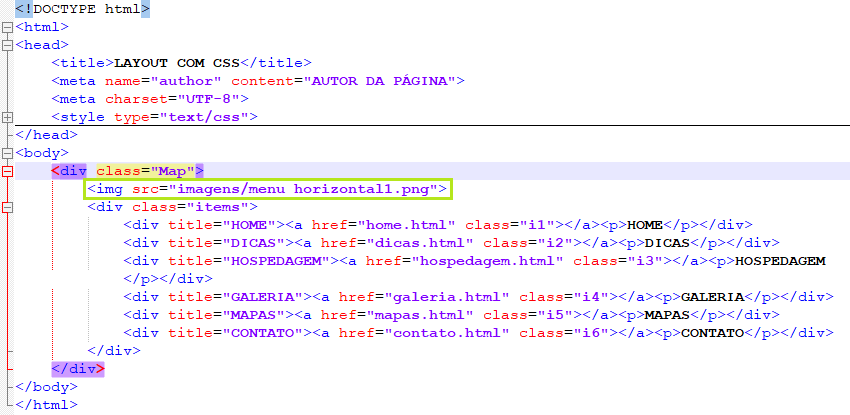 <!DOCTYPE html>
<html>
<head>
<title>LAYOUT COM CSS</title>
<meta name="author" content="AUTOR DA PÁGINA">
<meta charset="UTF-8">
<style type="text/css">
</head>
<body>
<div class="Map">
<img src="imagens/menu horizontal1.png">
<div class="items">
<div title="HOME"><a href="home.html" class="i1"></a><p>HOME</p></div>
<div title="DICAS"><a href="dicas.html" class="i2"></a><p>DICAS</p></div>
<div title="HOSPEDAGEM"><a href="hospedagem.html" class="i3"></a><p>HOSPEDAGEM
</p></div>
<div title="GALERIA"><a href="galeria.html" class="i4"></a><p>GALERIA</p></div>
<div title="MAPAS"><a href="mapas.html" class="i5"></a><p>MAPAS</p></div>
<div title="CONTATO"><a href="contato.html" class="i6"></a><p>CONTATO</p></div>
</div>
</div>
</body>
</html>